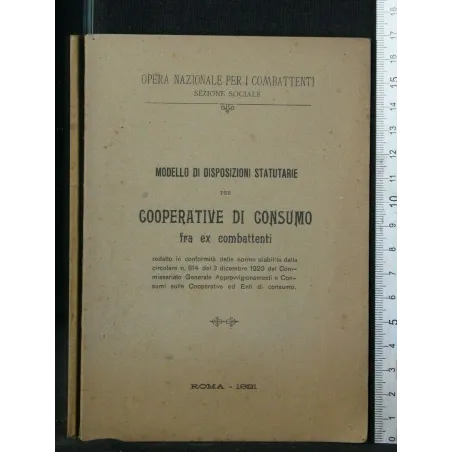 OPERA NAZIONALE PER I COMBATTENTI
SEZIONE SOCIALE
MODELLO DI DISPOSIZIONI STATUTARIE
PER
COOPERATIVE DI CONSUMO
fra ex combattenti
redatto in conformità delle norme stabilite dalla
circolare n. 514 del 3 dicembre 1920 del Com-
missariato Generale Approvvigionamenti e Con-
sumi sulle Cooperative ed Enti di consumo.
ROMA - 1921